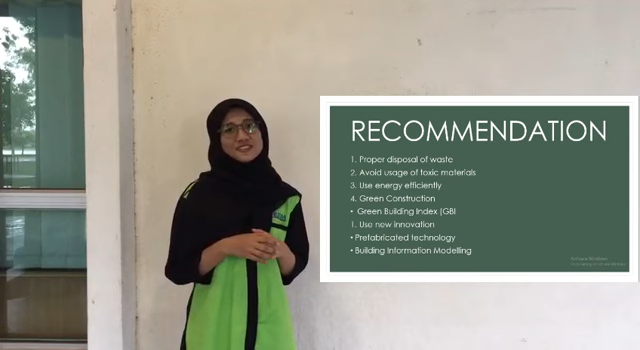 RECOMMENDATION
1. Proper disposal of waste
2. Avoid usage of toxic materials
3. Use energy efficiently
4. Green Construction
• Green Building Index (GBI
1. Use new innovation
• Prefabricated technology
• Building Information Modelling